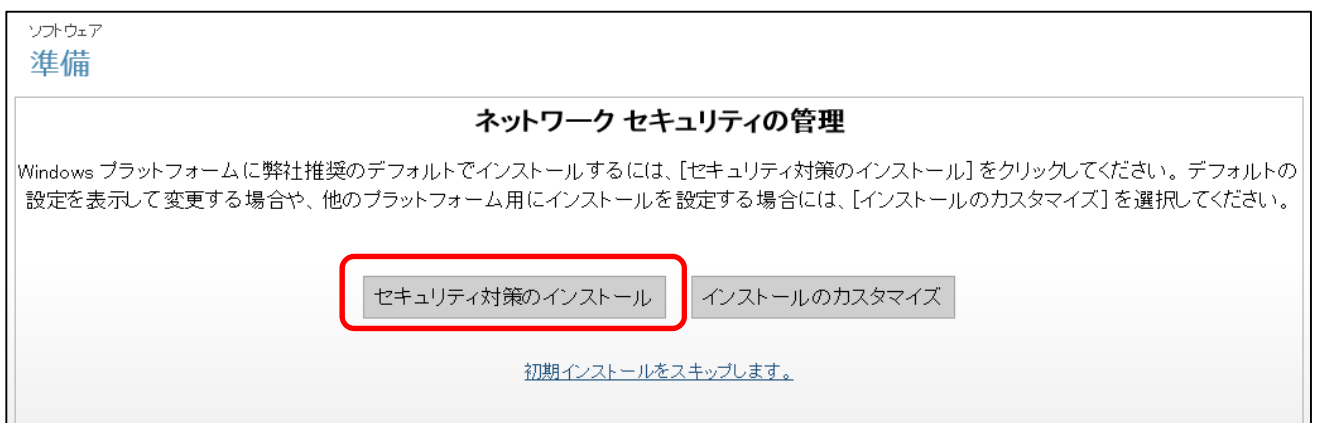 ソフトウェア
準備
ネットワーク セキュリティの管理
Windows プラットフォームに弊社推奨のデフォルトでインストールするには、[セキュリティ対策のインストール] をクリックしてください。デフォルトの
設定を表示して変更する場合や、他のプラットフォーム用にインストールを設定する場合には、[インストールのカスタマイズ] を選択してください。
セキュリティ対策のインストール インストールのカスタマイズ
初期インストールをスキップします。